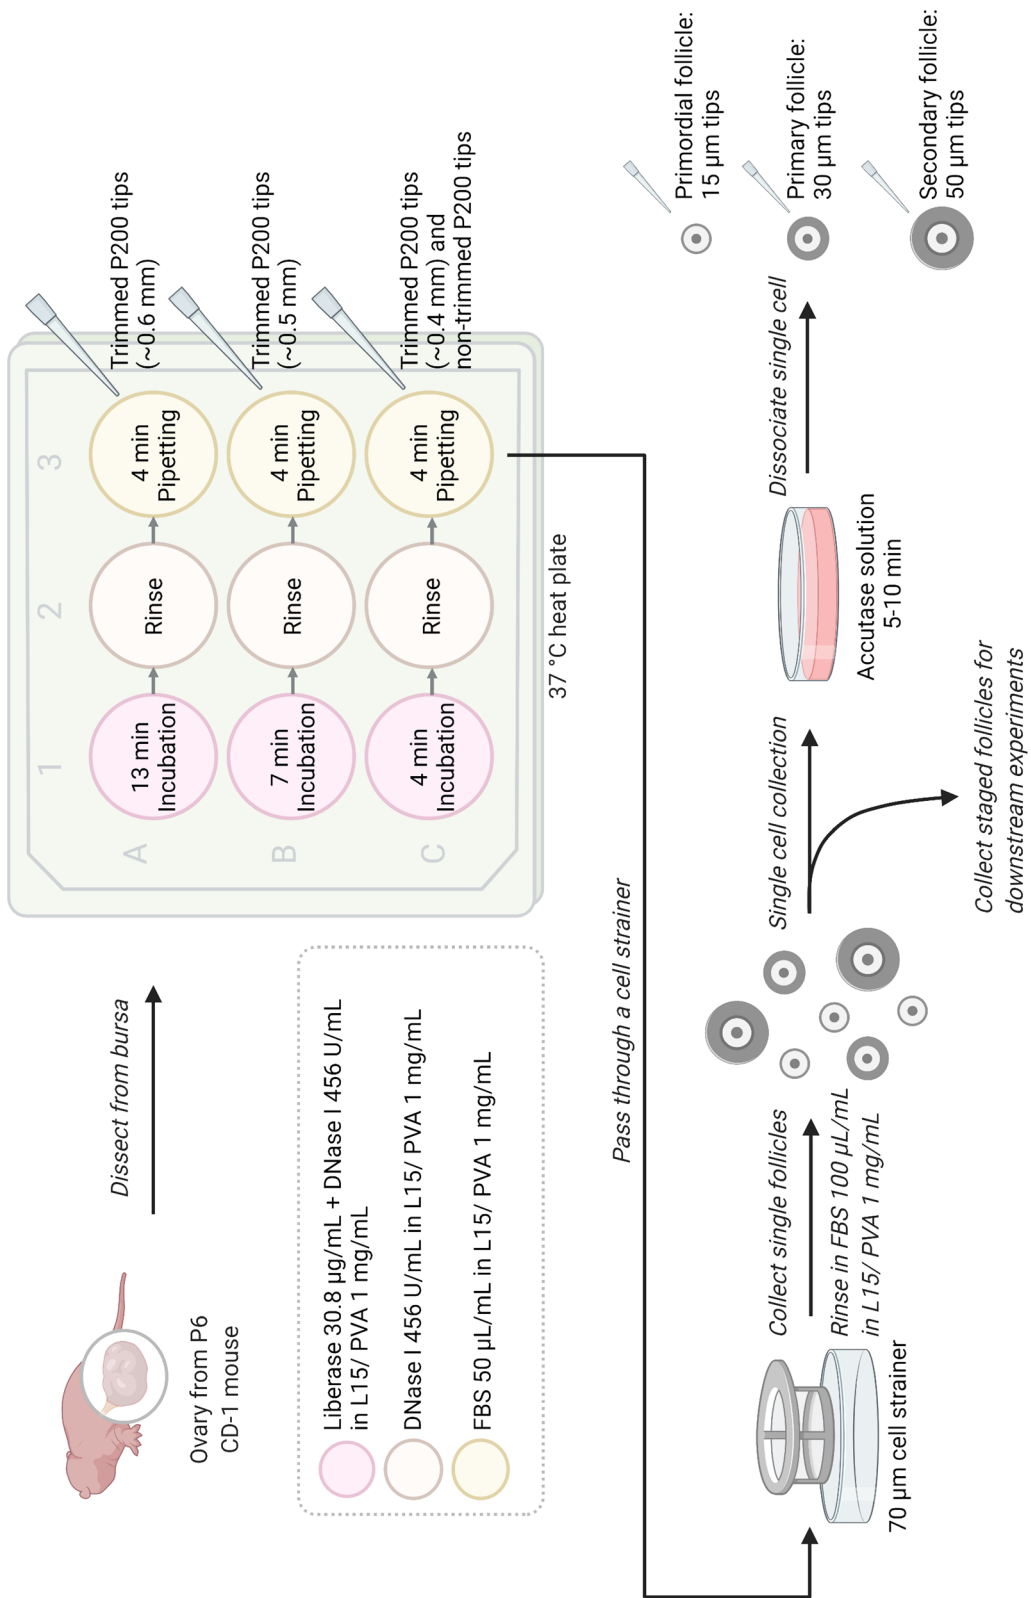 Ovary from P6
CD-1 mouse
Dissect from bursa
Liberase 30.8 µg/mL + DNase I 456 U/mL
in L15/ PVA 1 mg/mL
DNase I 456 U/mL in L15/ PVA 1 mg/mL
FBS 50 µL/mL in L15/ PVA 1 mg/mL
1
2
3
A
13 min
Incubation
Rinse
4 min
Pipetting
Trimmed P200 tips
(~0.6 mm)
B
7 min
Incubation
Rinse
4 min
Pipetting
Trimmed P200 tips
(~0.5 mm)
C
4 min
Incubation
Rinse
4 min
Pipetting
Trimmed P200 tips
(~0.4 mm) and
non-trimmed P200 tips
37 °C heat plate
Pass through a cell strainer
70 µm cell strainer
Collect single follicles
Rinse in FBS 100 µL/mL
in L15/ PVA 1 mg/mL
Single cell collection
Collect staged follicles for
downstream experiments
Accutase solution
5-10 min
Dissociate single cell
Primordial follicle:
15 µm tips
Primary follicle:
30 µm tips
Secondary follicle:
50 µm tips